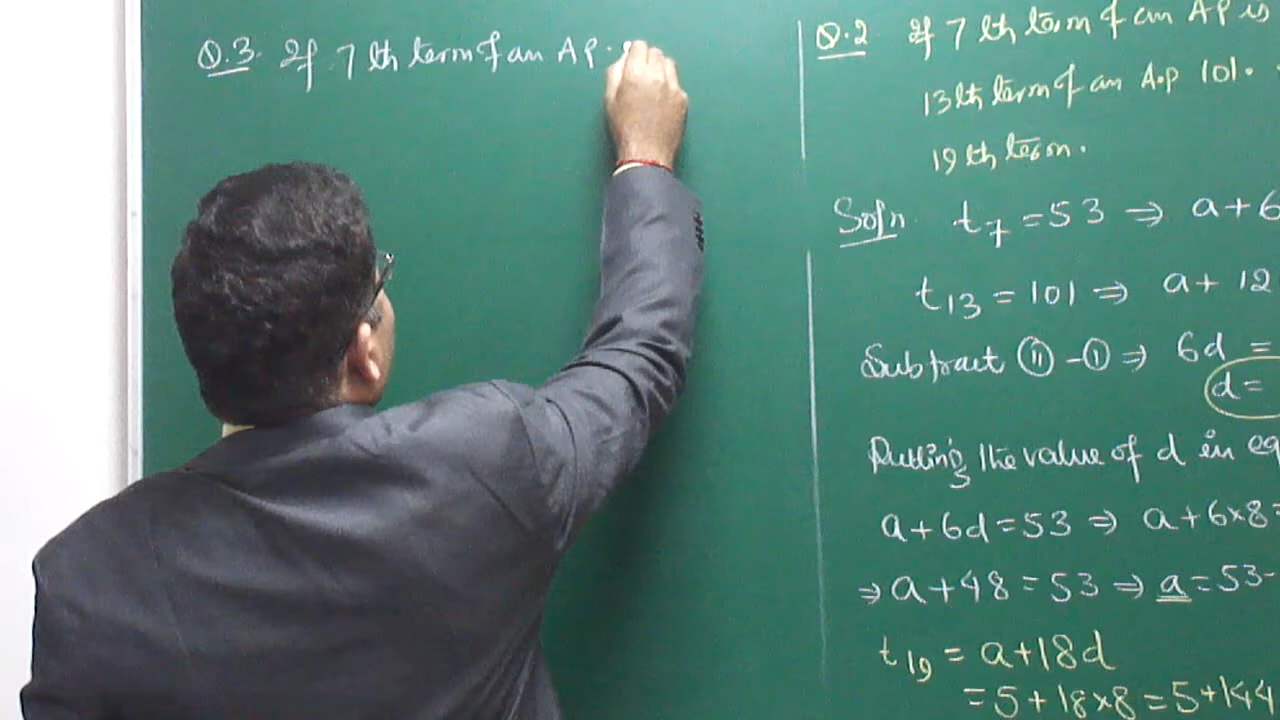 Q.3. If 7th term of an AP.
Q.2 If 7th term of an AP is
13th term of an A.P 101.
19th term.
Soln. t7 = 53 ⇒ a+6
t13 = 101 ⇒ a+ 12
Subtract ⑪ - ① ⇒ 6d =
d =
Putting the value of d in eq
a+6d = 53 ⇒ a+6×8 =
⇒ a+48 = 53 ⇒ a = 53-
t19 = a+18d
= 5+18×8 = 5+144